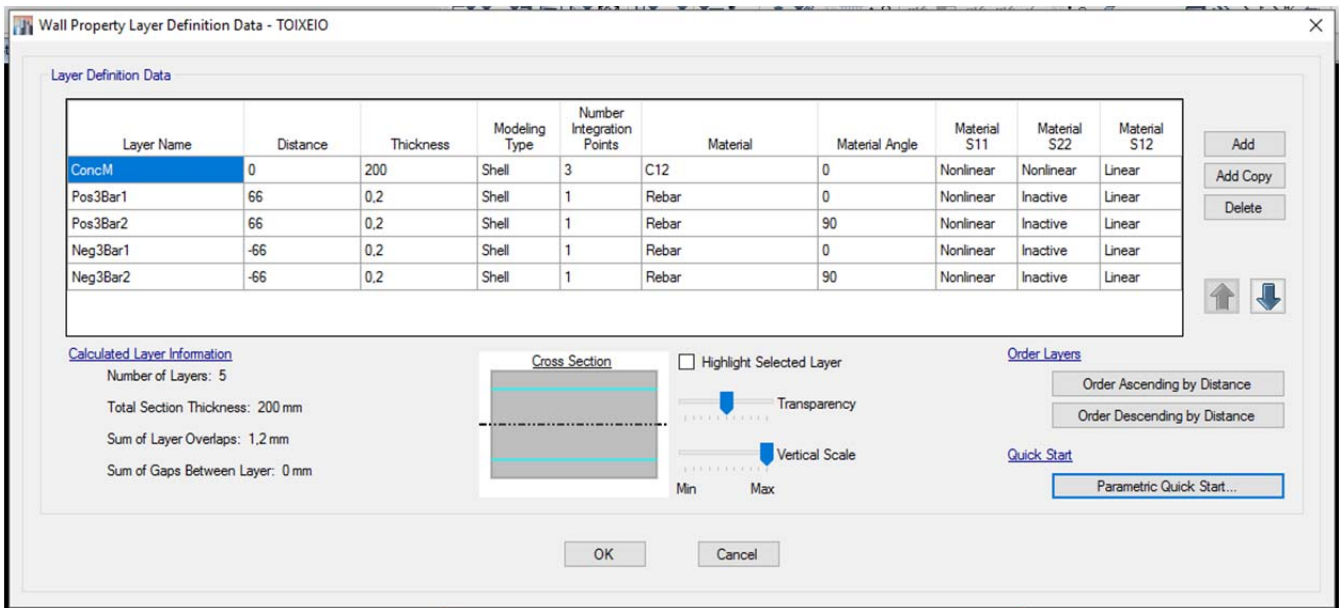 Wall Property Layer Definition Data - TOIXEIO
Layer Definition Data
Layer Name Distance Thickness Modeling Type Number Integration Points Material Material Angle Material S11 Material S22 Material S12
ConcM 0 200 Shell 3 C12 0 Nonlinear Nonlinear Linear
Pos3Bar1 66 0,2 Shell 1 Rebar 0 Nonlinear Inactive Linear
Pos3Bar2 66 0,2 Shell 1 Rebar 90 Nonlinear Inactive Linear
Neg3Bar1 -66 0,2 Shell 1 Rebar 0 Nonlinear Inactive Linear
Neg3Bar2 -66 0,2 Shell 1 Rebar 90 Nonlinear Inactive Linear
Add
Add Copy
Delete
Calculated Layer Information
Number of Layers: 5
Total Section Thickness: 200 mm
Sum of Layer Overlaps: 1,2 mm
Sum of Gaps Between Layer: 0 mm
Cross Section
Highlight Selected Layer
Transparency
Vertical Scale
Min Max
Order Layers
Order Ascending by Distance
Order Descending by Distance
Quick Start
Parametric Quick Start...
OK Cancel